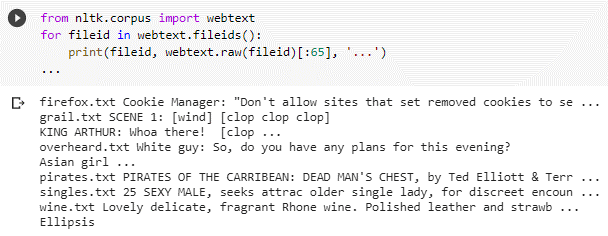 from nltk.corpus import webtext
for fileid in webtext.fileids():
    print(fileid, webtext.raw(fileid)[:65], '...')
...
firefox.txt Cookie Manager: "Don't allow sites that set removed cookies to se ...
grail.txt SCENE 1: [wind] [clop clop clop]
KING ARTHUR: Whoa there!  [clop ...
overheard.txt White guy: So, do you have any plans for this evening?
Asian girl ...
pirates.txt PIRATES OF THE CARRIBEAN: DEAD MAN'S CHEST, by Ted Elliott & Terr ...
singles.txt 25 SEXY MALE, seeks attrac older single lady, for discreet encoun ...
wine.txt Lovely delicate, fragrant Rhone wine. Polished leather and strawb ...
Ellipsis